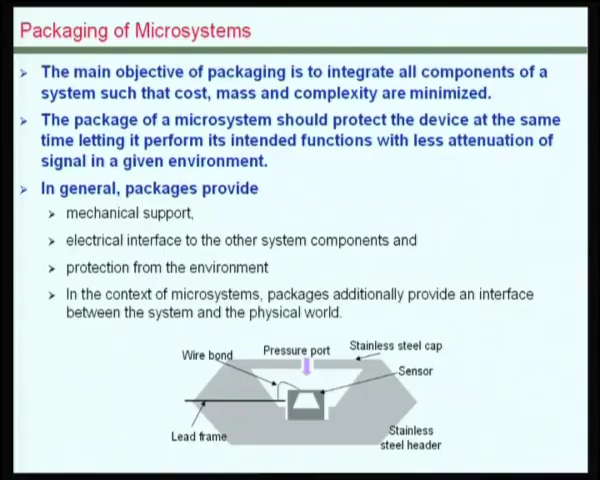 Packaging of Microsystems
The main objective of packaging is to integrate all components of a
system such that cost, mass and complexity are minimized.
The package of a microsystem should protect the device at the same
time letting it perform its intended functions with less attenuation of
signal in a given environment.
In general, packages provide
mechanical support,
electrical interface to the other system components and
protection from the environment
In the context of microsystems, packages additionally provide an interface
between the system and the physical world.
Wire bond
Pressure port
Stainless steel cap
Sensor
Lead frame
Stainless
steel header